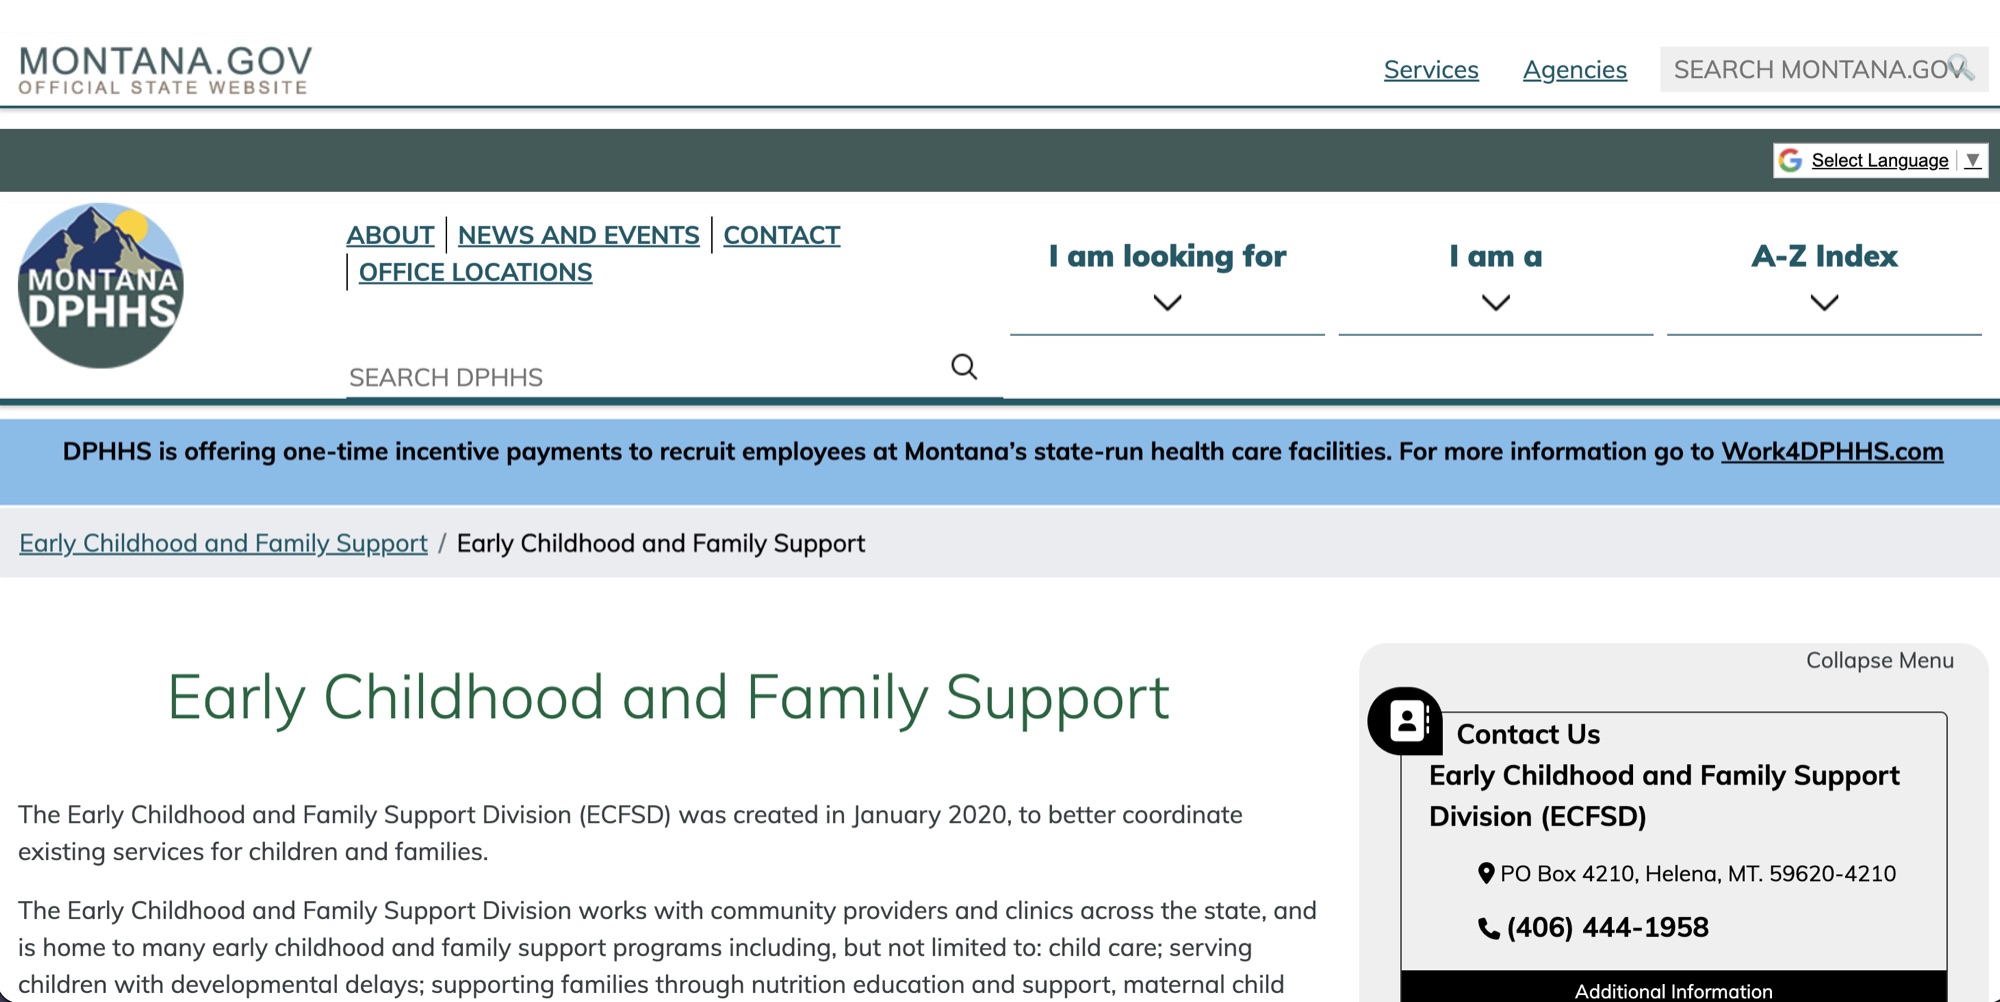 MONTANA.GOV
OFFICIAL STATE WEBSITE
Services Agencies SEARCH MONTANA.GOV
Select Language ▼
MONTANA
DPHHS
ABOUT NEWS AND EVENTS CONTACT
OFFICE LOCATIONS
SEARCH DPHHS
I am looking for
I am a
A-Z Index
DPHHS is offering one-time incentive payments to recruit employees at Montana’s state-run health care facilities. For more information go to Work4DPHHS.com
Early Childhood and Family Support / Early Childhood and Family Support
Early Childhood and Family Support
The Early Childhood and Family Support Division (ECFSD) was created in January 2020, to better coordinate
existing services for children and families.
The Early Childhood and Family Support Division works with community providers and clinics across the state, and
is home to many early childhood and family support programs including, but not limited to: child care; serving
children with developmental delays; supporting families through nutrition education and support, maternal child
Collapse Menu
Contact Us
Early Childhood and Family Support
Division (ECFSD)
PO Box 4210, Helena, MT. 59620-4210
(406) 444-1958
Additional Information